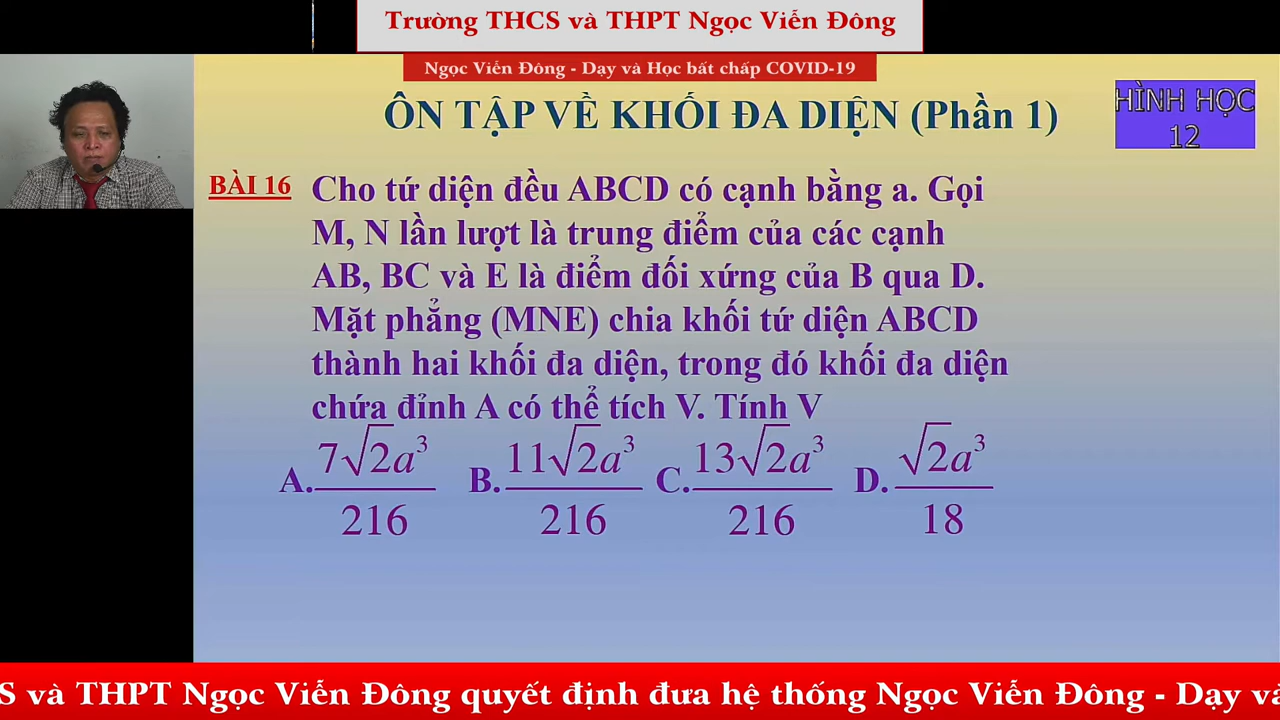 Trường THCS và THPT Ngọc Viễn Đông
Ngọc Viễn Đông - Dạy và Học bất chấp COVID-19
ÔN TẬP VỀ KHỐI ĐA DIỆN (Phần 1)
HÌNH HỌC
12
BÀI 16
Cho tứ diện đều ABCD có cạnh bằng a. Gọi
M, N lần lượt là trung điểm của các cạnh
AB, BC và E là điểm đối xứng của B qua D.
Mặt phẳng (MNE) chia khối tứ diện ABCD
thành hai khối đa diện, trong đó khối đa diện
chứa đỉnh A có thể tích V. Tính V
A. 7√2a³/216 B. 11√2a³/216 C. 13√2a³/216 D. √2a³/18
S và THPT Ngọc Viễn Đông quyết định đưa hệ thống Ngọc Viễn Đông - Dạy và